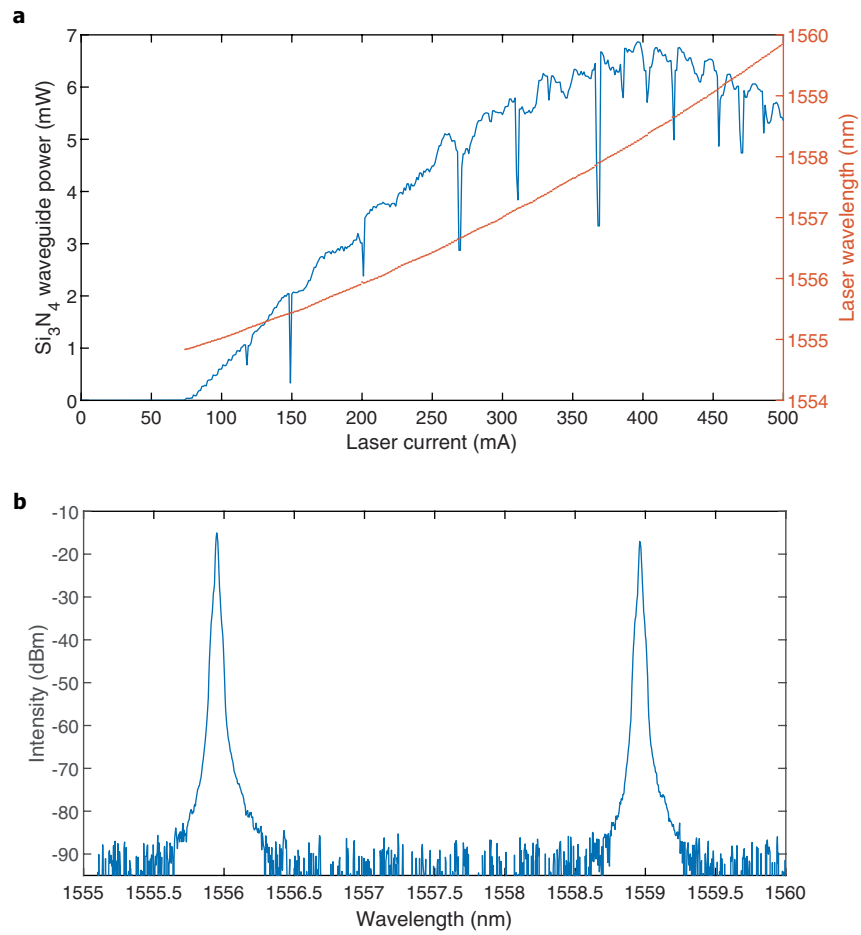 a
7
6
5
4
3
2
1
0
Si₃N₄ waveguide power (mW)
1560
1559
1558
1557
1556
1555
1554
Laser wavelength (nm)
0 50 100 150 200 250 300 350 400 450 500
Laser current (mA)
b
-10
-20
-30
-40
-50
-60
-70
-80
-90
Intensity (dBm)
1555 1555.5 1556 1556.5 1557 1557.5 1558 1558.5 1559 1559.5 1560
Wavelength (nm)